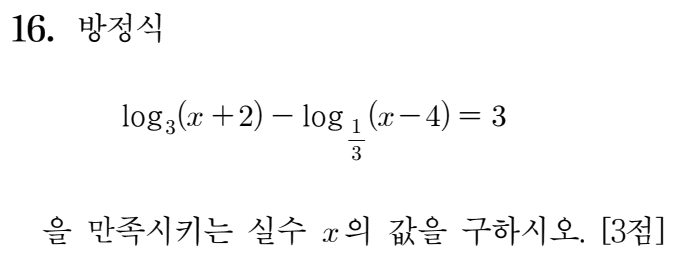 16. 방정식
log₃(x+2) − log_{1/3}(x−4) = 3
을 만족시키는 실수 x의 값을 구하시오. [3점]